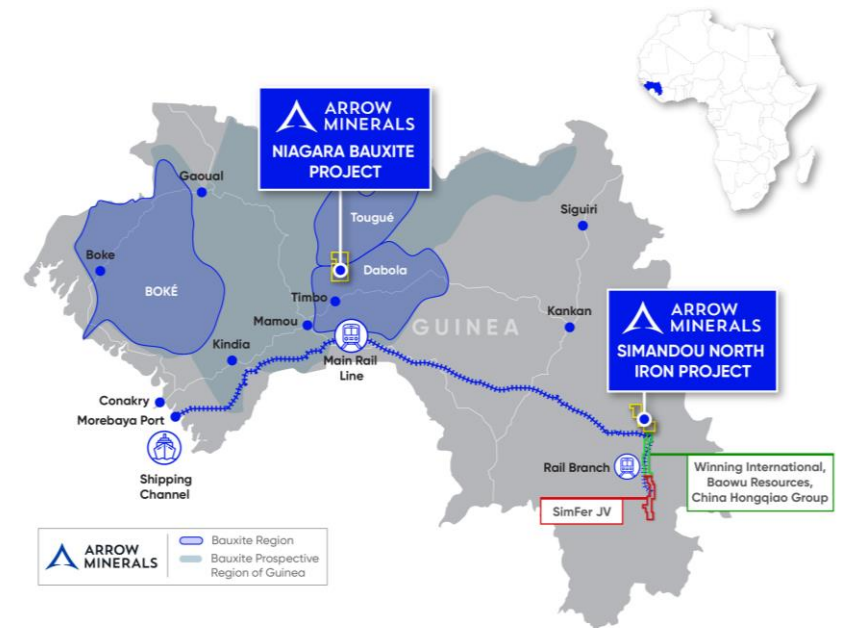 ARROW
MINERALS
NIAGARA BAUXITE
PROJECT
Gaoual
Tougué
Siguiri
Boke
BOKÉ
Dabola
Timbo
Mamou
GUINEA
Kankan
ARROW
MINERALS
SIMANDOU NORTH
IRON PROJECT
Kindia
Main Rail
Line
Conakry
Morebaya Port
Shipping
Channel
Rail Branch
Winning International,
Baowu Resources,
China Hongqiao Group
SimFer JV
ARROW
MINERALS
Bauxite Region
Bauxite Prospective
Region of Guinea